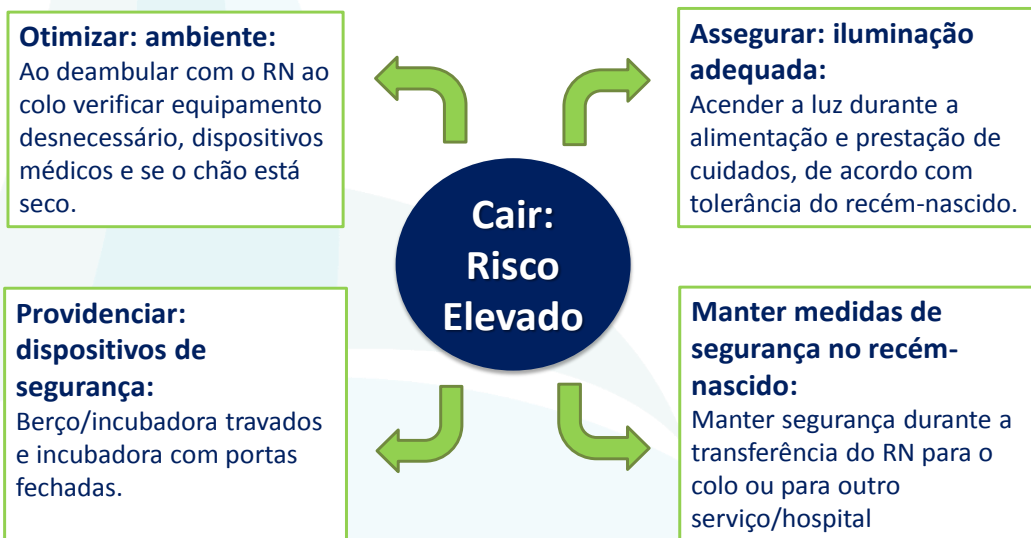 Otimizar: ambiente:
Ao deambular com o RN ao
colo verificar equipamento
desnecessário, dispositivos
médicos e se o chão está
seco.
Assegurar: iluminação
adequada:
Acender a luz durante a
alimentação e prestação de
cuidados, de acordo com
tolerância do recém-nascido.
Cair:
Risco
Elevado
Providenciar:
dispositivos de
segurança:
Berço/incubadora travados
e incubadora com portas
fechadas.
Manter medidas de
segurança no recém-
nascido:
Manter segurança durante a
transferência do RN para o
colo ou para outro
serviço/hospital